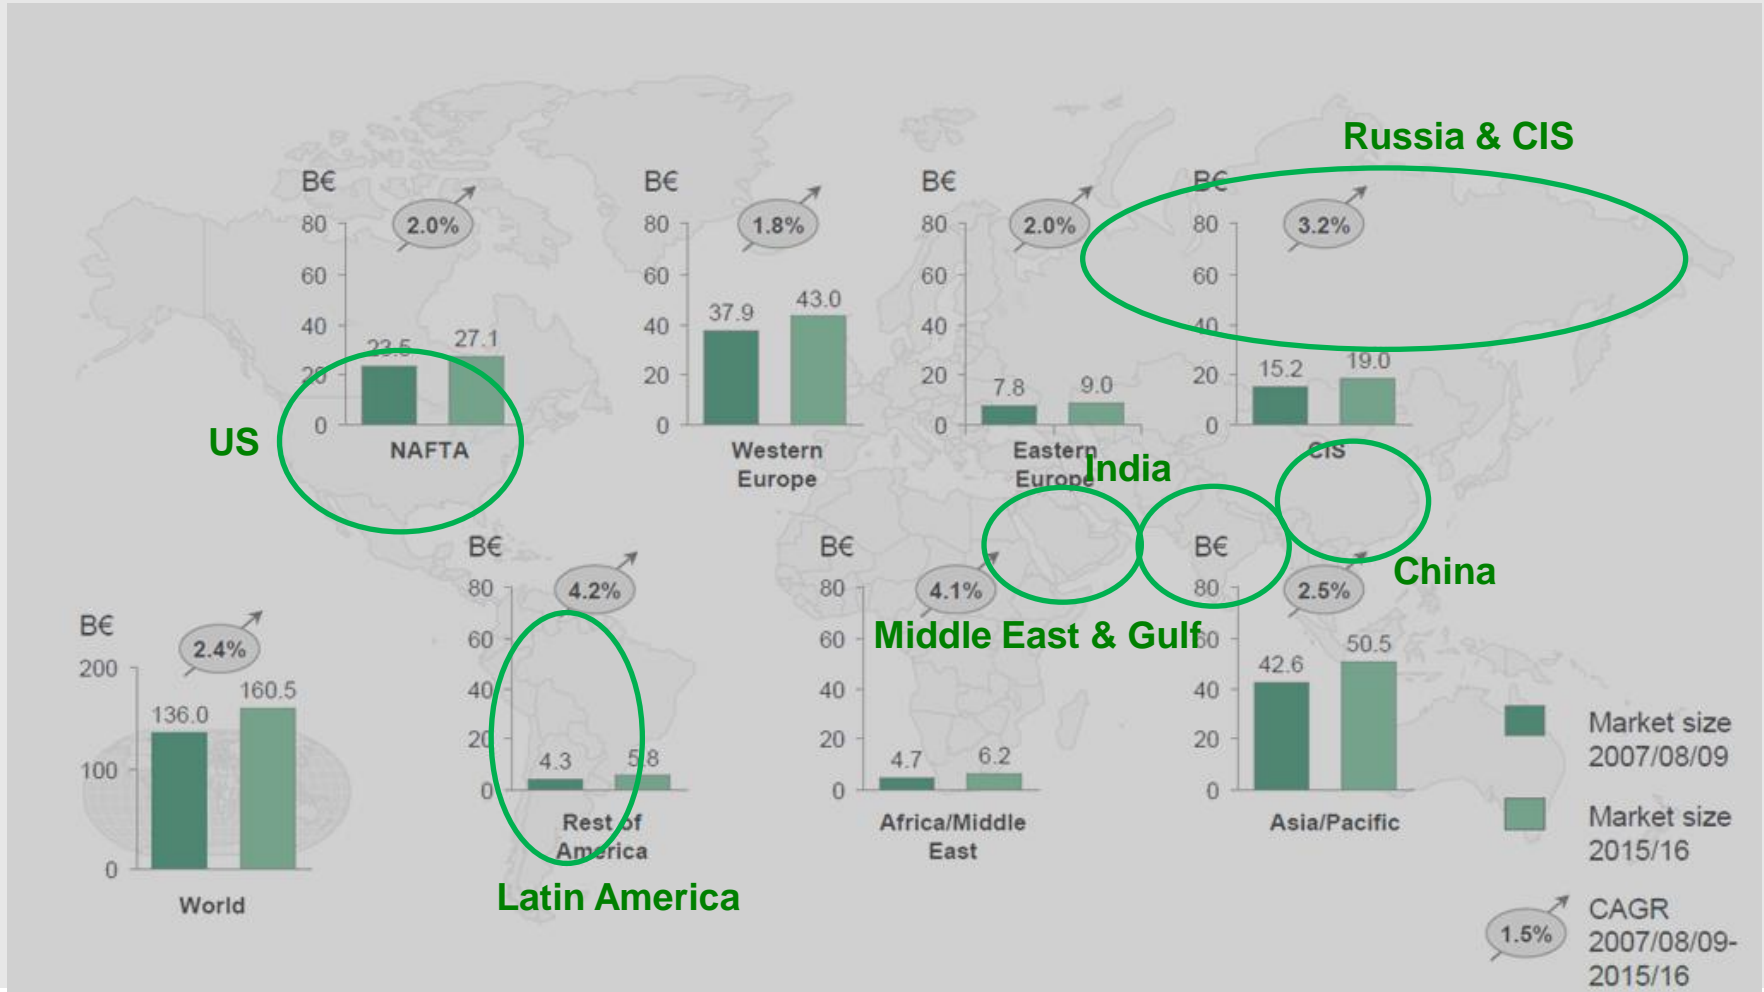 Russia & CIS
B€
2.0%
80
60
40
20
0
23.5
27.1
NAFTA
US
B€
1.8%
80
60
40
20
0
37.9
43.0
Western
Europe
B€
2.0%
80
60
40
20
0
7.8
9.0
Eastern
Europe
B€
3.2%
80
60
40
20
0
15.2
19.0
CIS
India
China
B€
2.4%
200
100
0
136.0
160.5
World
B€
4.2%
80
60
40
20
0
4.3
5.8
Rest of
America
Latin America
B€
4.1%
80
60
40
20
0
4.7
6.2
Africa/Middle
East
Middle East & Gulf
B€
2.5%
80
60
40
20
0
42.6
50.5
Asia/Pacific
Market size
2007/08/09
Market size
2015/16
1.5%
CAGR
2007/08/09-
2015/16